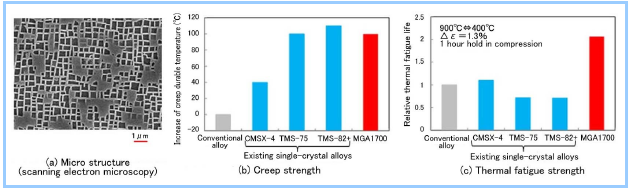 1μm
(a) Micro structure
(scanning electron microscopy)
Increase of creep durable temperature (℃)
120
100
80
60
40
20
0
−20
Conventional alloy
CMSX-4
TMS-75
TMS-82+
MGA1700
Existing single-crystal alloys
(b) Creep strength
Relative thermal fatigue life
2.5
2
1.5
1
0.5
0
900℃⇔400℃
△ε=1.3%
1 hour hold in compression
Conventional alloy
CMSX-4
TMS-75
TMS-82+
MGA1700
Existing single-crystal alloys
(c) Thermal fatigue strength